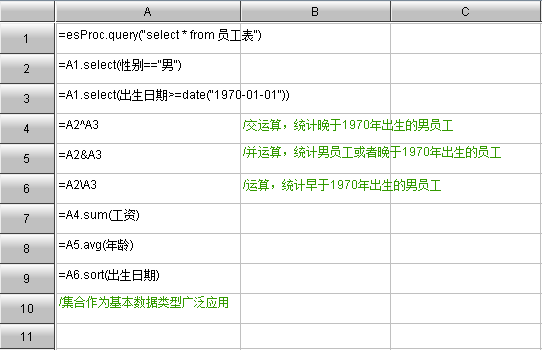 A B C
1 =esProc.query("select * from 员工表")
2 =A1.select(性别=="男")
3 =A1.select(出生日期>=date("1970-01-01"))
4 =A2^A3 /交运算，统计晚于1970年出生的男员工
5 =A2&A3 /并运算，统计男员工或者晚于1970年出生的员工
6 =A2\A3 /运算，统计早于1970年出生的男员工
7 =A4.sum(工资)
8 =A5.avg(年龄)
9 =A6.sort(出生日期)
10 /集合作为基本数据类型广泛应用
11